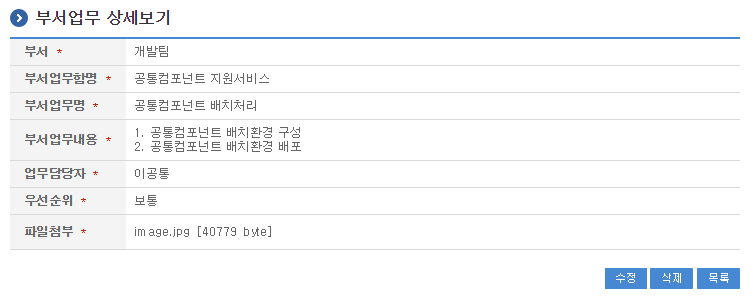 부서업무 상세보기
부서 * 개발팀
부서업무함명 * 공통컴포넌트 지원서비스
부서업무명 * 공통컴포넌트 배치처리
부서업무내용 * 1. 공통컴포넌트 배치환경 구성
2. 공통컴포넌트 배치환경 배포
업무담당자 * 이공통
우선순위 * 보통
파일첨부 * image.jpg [40779 byte]
수정 삭제 목록